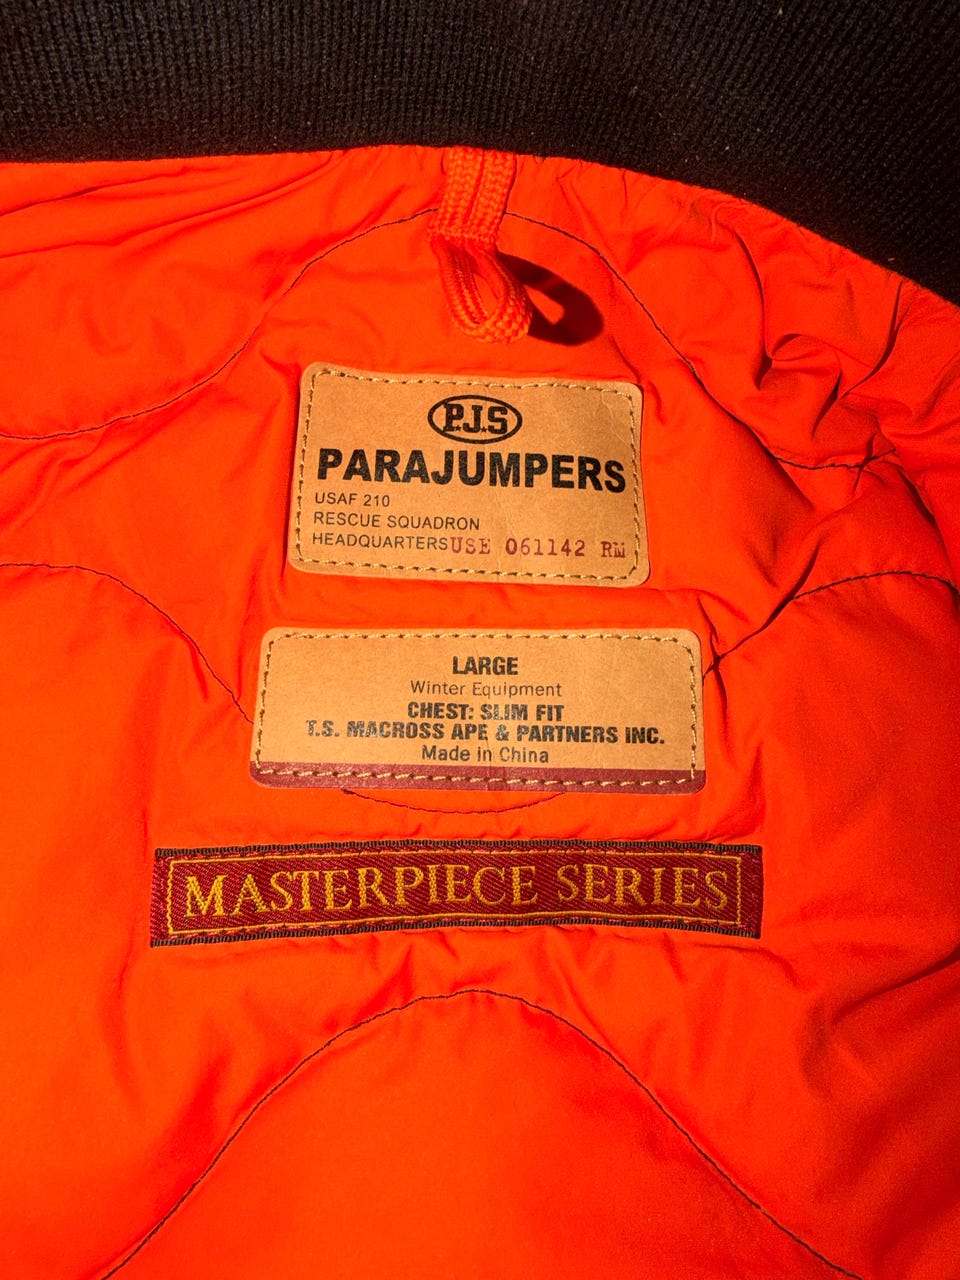 P.J.S
PARAJUMPERS
USAF 210
RESCUE SQUADRON
HEADQUARTERS USE 061142 RM
LARGE
Winter Equipment
CHEST: SLIM FIT
T.S. MACROSS APE & PARTNERS INC.
Made in China
MASTERPIECE SERIES